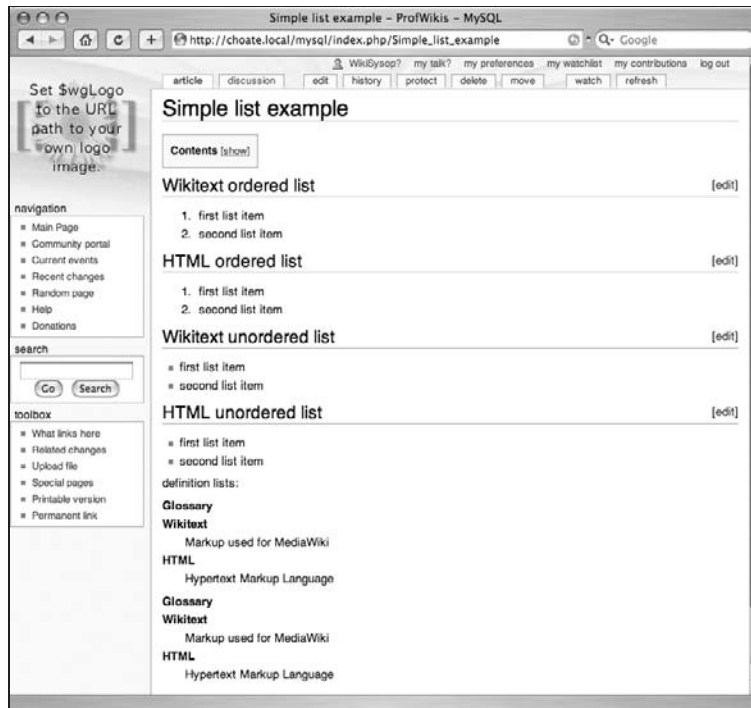 Simple list example – ProfWikis – MySQL
http://choate.local/mysql/index.php/Simple_list_example
Google
WikiSysop? my talk? my preferences my watchlist my contributions log out
article discussion edit history protect delete move watch refresh
Set $wgLogo
to the URL
path to your
own logo
image.
Simple list example
Contents [show]
Wikitext ordered list [edit]
1. first list item
2. second list item
HTML ordered list [edit]
1. first list item
2. second list item
Wikitext unordered list [edit]
first list item
second list item
HTML unordered list [edit]
first list item
second list item
definition lists:
Glossary
Wikitext
Markup used for MediaWiki
HTML
Hypertext Markup Language
Glossary
Wikitext
Markup used for MediaWiki
HTML
Hypertext Markup Language
navigation
Main Page
Community portal
Current events
Recent changes
Random page
Help
Donations
search
Go Search
toolbox
What links here
Related changes
Upload file
Special pages
Printable version
Permanent link